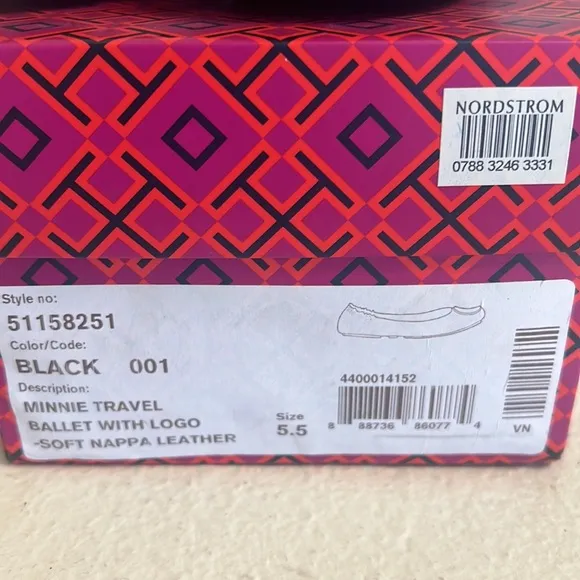 NORDSTROM
0788 3246 3331
Style no:
51158251
Color/Code:
BLACK 001
Description:
MINNIE TRAVEL
BALLET WITH LOGO
-SOFT NAPPA LEATHER
Size
5.5
4400014152
8 88736 86077 4
VN